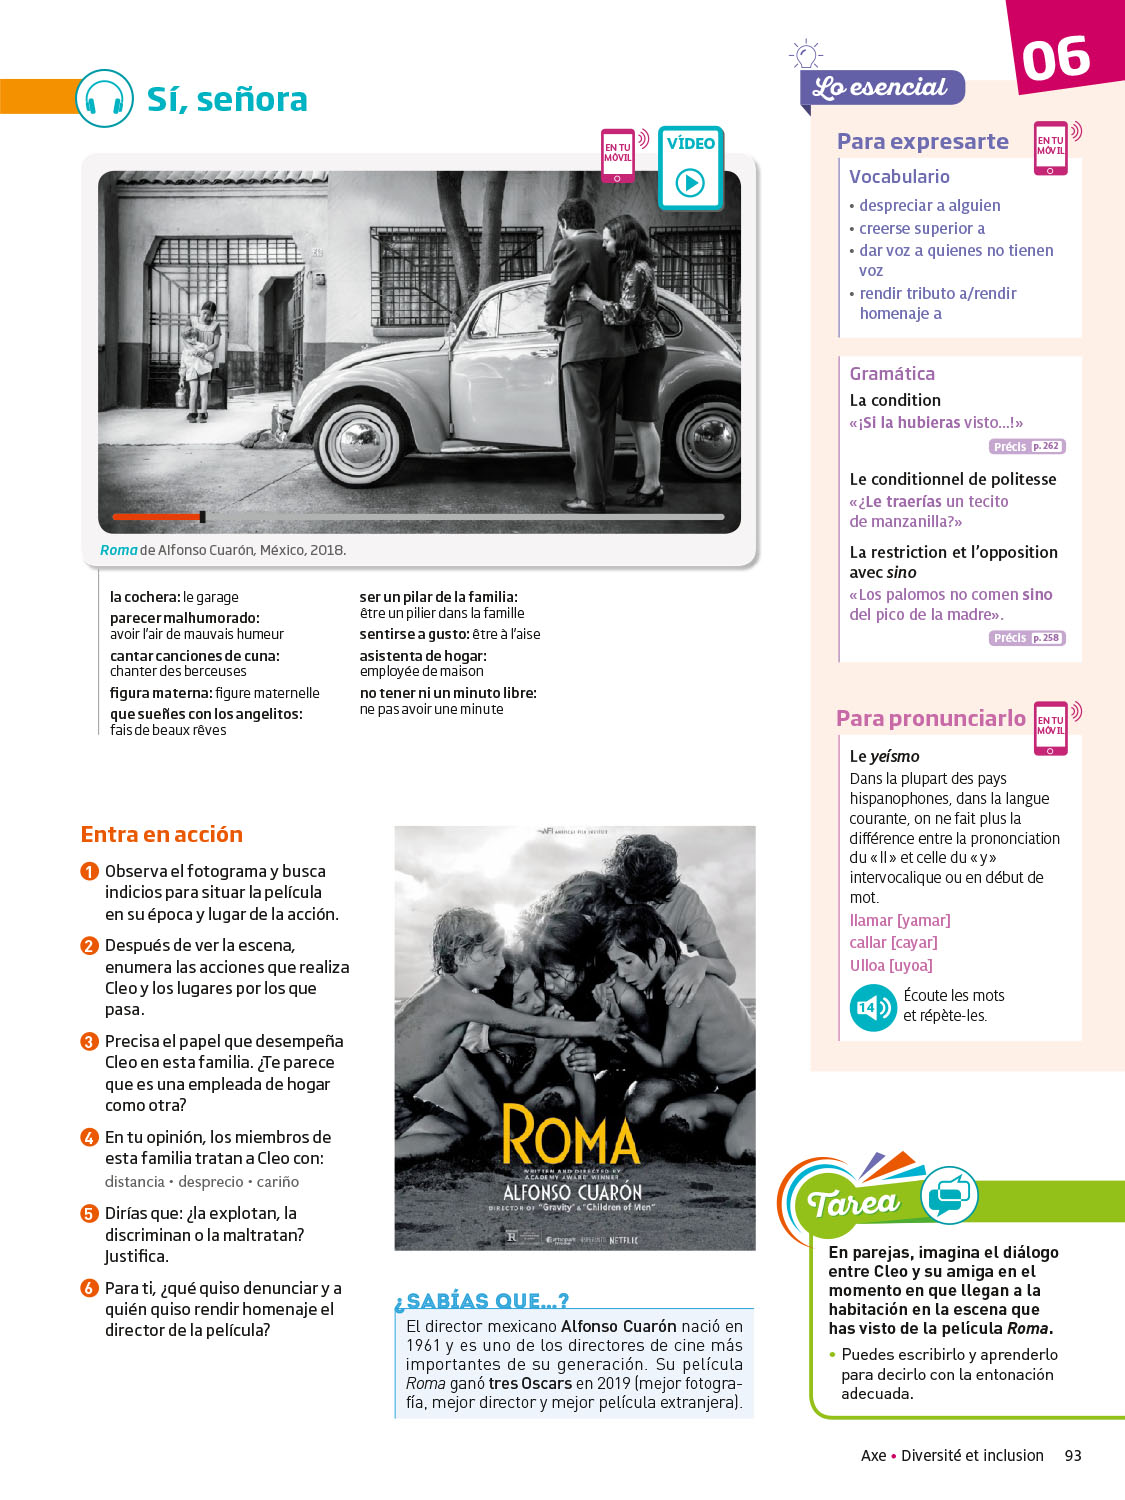 06
Sí, señora
EN TU
MÓVIL
VÍDEO
Roma de Alfonso Cuarón, México, 2018.
la cochera: le garage
parecer malhumorado:
avoir l'air de mauvais humeur
cantar canciones de cuna:
chanter des berceuses
figura materna: figure maternelle
que sueñes con los angelitos:
fais de beaux rêves
ser un pilar de la familia:
être un pilier dans la famille
sentirse a gusto: être à l'aise
asistenta de hogar:
employée de maison
no tener ni un minuto libre:
ne pas avoir une minute
Entra en acción
1 Observa el fotograma y busca
indicios para situar la película
en su época y lugar de la acción.
2 Después de ver la escena,
enumera las acciones que realiza
Cleo y los lugares por los que
pasa.
3 Precisa el papel que desempeña
Cleo en esta familia. ¿Te parece
que es una empleada de hogar
como otra?
4 En tu opinión, los miembros de
esta familia tratan a Cleo con:
distancia • desprecio • cariño
5 Dirías que: ¿la explotan, la
discriminan o la maltratan?
Justifica.
6 Para ti, ¿qué quiso denunciar y a
quién quiso rendir homenaje el
director de la película?
AFI AMERICAN FILM INSTITUTE
ROMA
WRITTEN AND DIRECTED BY
ACADEMY AWARD WINNER
ALFONSO CUARÓN
DIRECTOR OF "Gravity" & "Children of Men"
R
participant
ESPERANTO
NETFLIX
¿SABÍAS QUE...?
El director mexicano Alfonso Cuarón nació en
1961 y es uno de los directores de cine más
importantes de su generación. Su película
Roma ganó tres Oscars en 2019 (mejor fotogra-
fía, mejor director y mejor película extranjera).
Lo esencial
Para expresarte
EN TU
MÓVIL
Vocabulario
• despreciar a alguien
• creerse superior a
• dar voz a quienes no tienen
voz
• rendir tributo a/rendir
homenaje a
Gramática
La condition
«¡Si la hubieras visto...!»
Précis p. 262
Le conditionnel de politesse
«¿Le traerías un tecito
de manzanilla?»
La restriction et l'opposition
avec sino
«Los palomos no comen sino
del pico de la madre».
Précis p. 258
Para pronunciarlo
EN TU
MÓVIL
Le yeísmo
Dans la plupart des pays
hispanophones, dans la langue
courante, on ne fait plus la
différence entre la prononciation
du « ll » et celle du « y »
intervocalique ou en début de
mot.
llamar [yamar]
callar [cayar]
Ulloa [uyoa]
14
Écoute les mots
et répète-les.
Tarea
En parejas, imagina el diálogo
entre Cleo y su amiga en el
momento en que llegan a la
habitación en la escena que
has visto de la película Roma.
• Puedes escribirlo y aprenderlo
para decirlo con la entonación
adecuada.
Axe • Diversité et inclusion 93